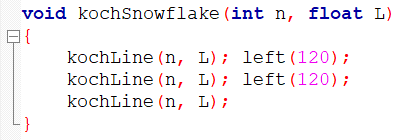 void kochSnowflake(int n, float L)
{
kochLine(n, L); left(120);
kochLine(n, L); left(120);
kochLine(n, L);
}